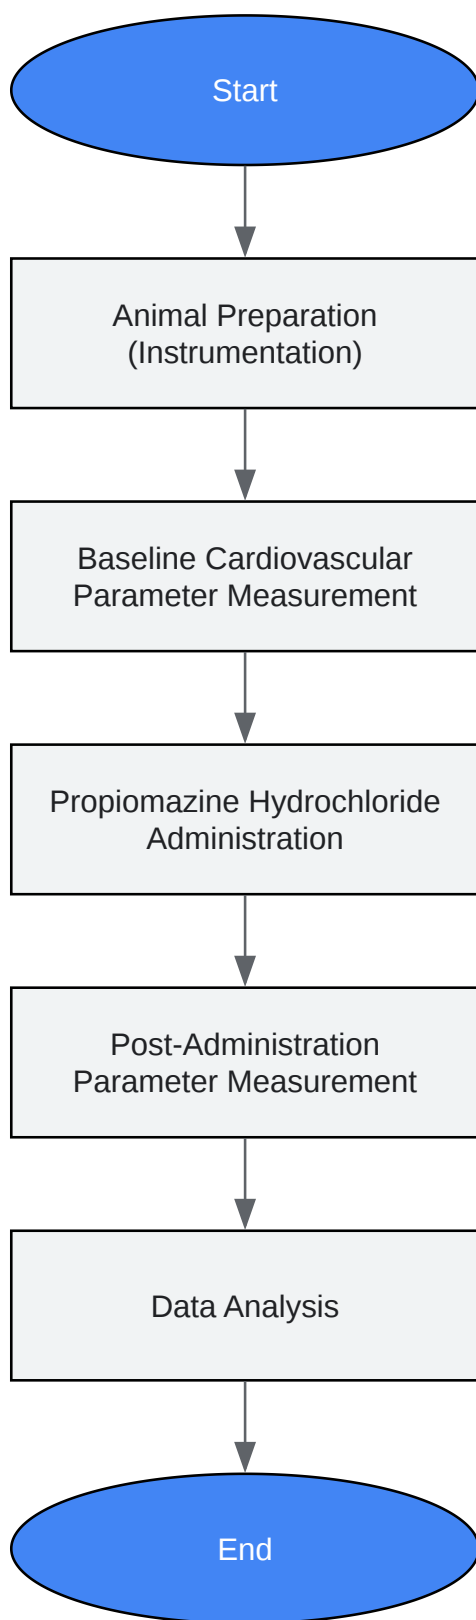 Start
Animal Preparation
(Instrumentation)
Baseline Cardiovascular
Parameter Measurement
Propiomazine Hydrochloride
Administration
Post-Administration
Parameter Measurement
Data Analysis
End